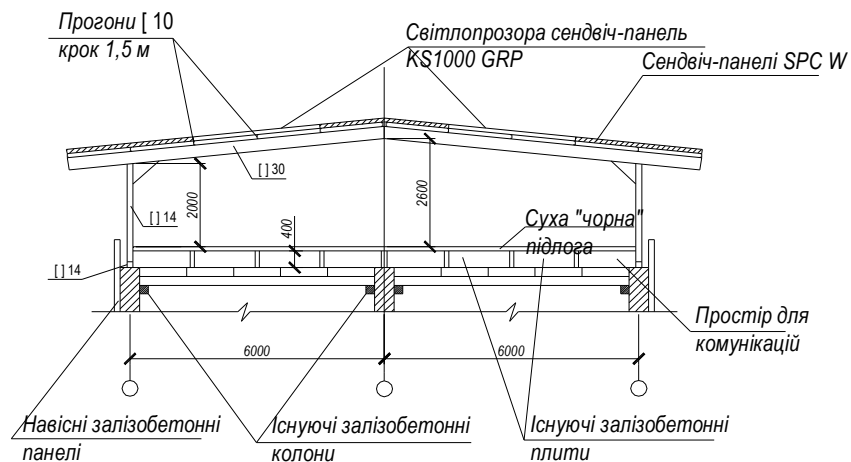 Прогони [ 10
крок 1,5 м
Світлопрозора сендвіч-панель
KS1000 GRP
Сендвіч-панелі SPC W
[ ] 30
2000
2600
[ ] 14
400
Суха "чорна"
підлога
[ ] 14
Простір для
комунікацій
6000
6000
Навісні залізобетонні
панелі
Існуючі залізобетонні
колони
Існуючі залізобетонні
плити